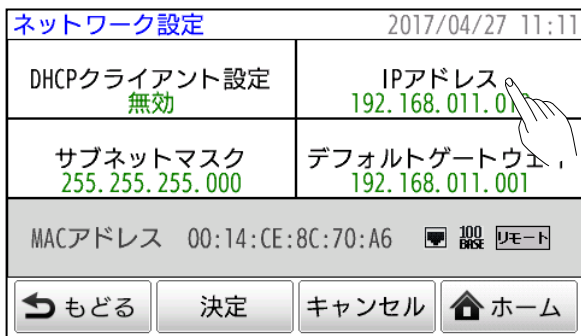 ネットワーク設定 2017/04/27 11:11
DHCPクライアント設定
無効
IPアドレス
192.168.011.0
サブネットマスク
255.255.255.000
デフォルトゲートウェイ
192.168.011.001
MACアドレス 00:14:CE:8C:70:A6 100 BASE リモート
もどる 決定 キャンセル ホーム